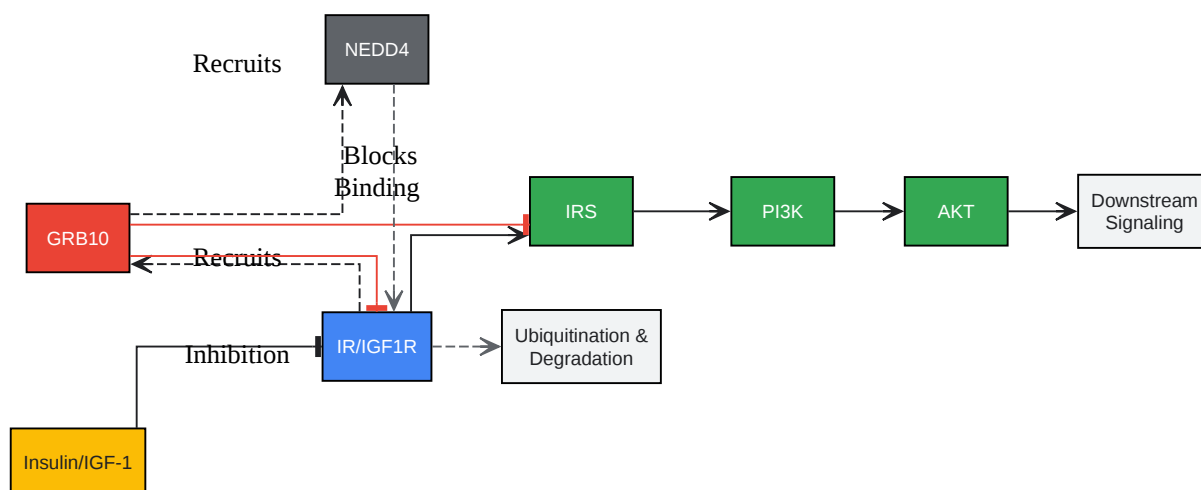 NEDD4
Recruits
Blocks
Binding
IRS
PI3K
AKT
Downstream
Signaling
GRB10
Recruits
Inhibition
IR/IGF1R
Ubiquitination &
Degradation
Insulin/IGF-1